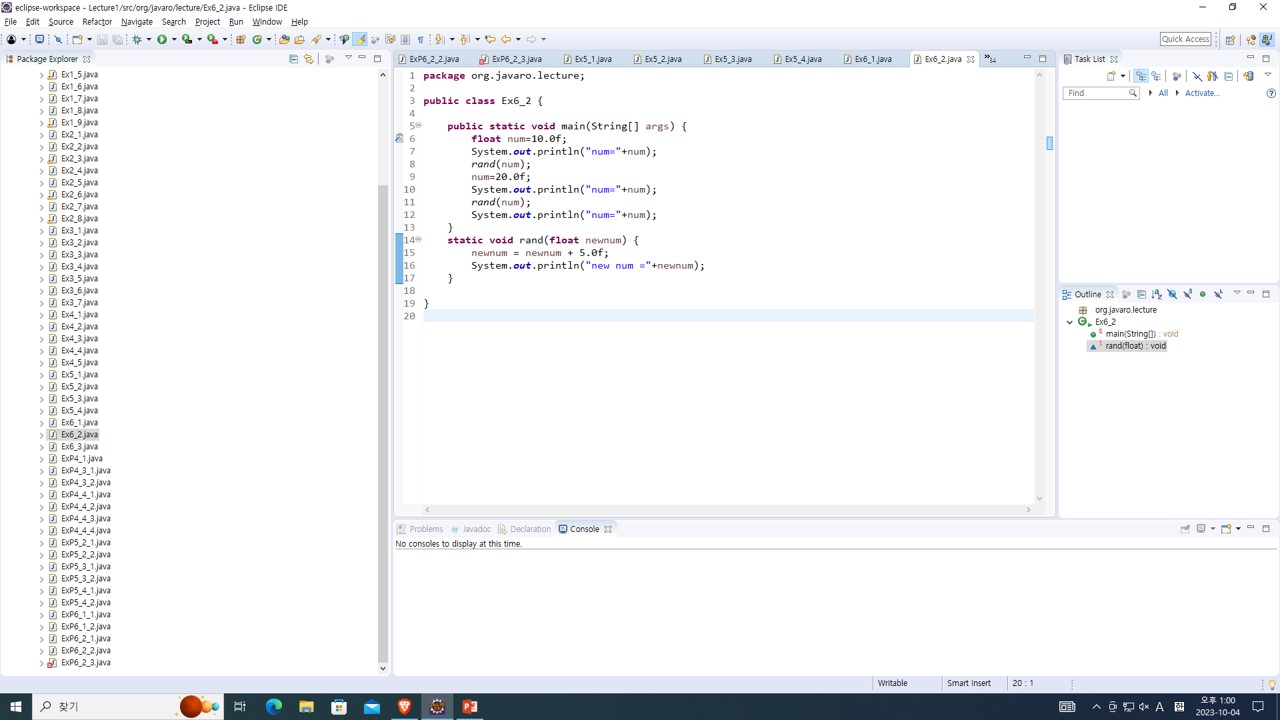 eclipse-workspace - Lecture1/src/org/javaro/lecture/Ex6_2.java - Eclipse IDE
File Edit Source Refactor Navigate Search Project Run Window Help
Quick Access
Package Explorer
Ex1_5.java
Ex1_6.java
Ex1_7.java
Ex1_8.java
Ex1_9.java
Ex2_1.java
Ex2_2.java
Ex2_3.java
Ex2_4.java
Ex2_5.java
Ex2_6.java
Ex2_7.java
Ex2_8.java
Ex3_1.java
Ex3_2.java
Ex3_3.java
Ex3_4.java
Ex3_5.java
Ex3_6.java
Ex3_7.java
Ex4_1.java
Ex4_2.java
Ex4_3.java
Ex4_4.java
Ex4_5.java
Ex5_1.java
Ex5_2.java
Ex5_3.java
Ex5_4.java
Ex6_1.java
Ex6_2.java
Ex6_3.java
ExP4_1.java
ExP4_3_1.java
ExP4_3_2.java
ExP4_4_1.java
ExP4_4_2.java
ExP4_4_3.java
ExP4_4_4.java
ExP5_2_1.java
ExP5_2_2.java
ExP5_3_1.java
ExP5_3_2.java
ExP5_4_1.java
ExP5_4_2.java
ExP6_1_1.java
ExP6_1_2.java
ExP6_2_1.java
ExP6_2_2.java
ExP6_2_3.java
ExP6_2_2.java ExP6_2_3.java Ex5_1.java Ex5_2.java Ex5_3.java Ex5_4.java Ex6_1.java Ex6_2.java
1 package org.javaro.lecture;
2
3 public class Ex6_2 {
4
5 public static void main(String[] args) {
6 float num=10.0f;
7 System.out.println("num="+num);
8 rand(num);
9 num=20.0f;
10 System.out.println("num="+num);
11 rand(num);
12 System.out.println("num="+num);
13 }
14 static void rand(float newnum) {
15 newnum = newnum + 5.0f;
16 System.out.println("new num ="+newnum);
17 }
18
19 }
20
Task List
Find All Activate...
Outline
org.javaro.lecture
Ex6_2
main(String[]) : void
rand(float) : void
Problems Javadoc Declaration Console
No consoles to display at this time.
Writable Smart Insert 20 : 1
찾기
A 오후 1:00
2023-10-04